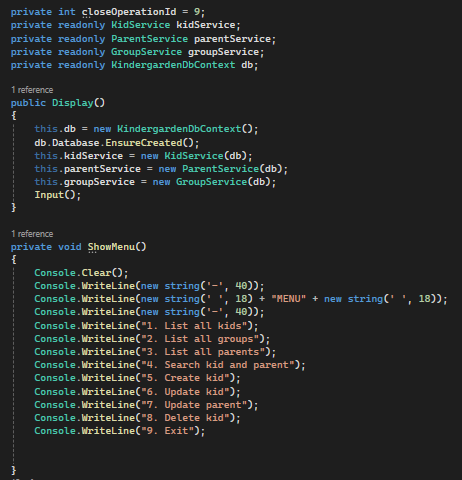 private int closeOperationId = 9;
private readonly KidService kidService;
private readonly ParentService parentService;
private readonly GroupService groupService;
private readonly KindergardenDbContext db;
1 reference
public Display()
{
this.db = new KindergardenDbContext();
db.Database.EnsureCreated();
this.kidService = new KidService(db);
this.parentService = new ParentService(db);
this.groupService = new GroupService(db);
Input();
}
1 reference
private void ShowMenu()
{
Console.Clear();
Console.WriteLine(new string('-', 40));
Console.WriteLine(new string(' ', 18) + "MENU" + new string(' ', 18));
Console.WriteLine(new string('-', 40));
Console.WriteLine("1. List all kids");
Console.WriteLine("2. List all groups");
Console.WriteLine("3. List all parents");
Console.WriteLine("4. Search kid and parent");
Console.WriteLine("5. Create kid");
Console.WriteLine("6. Update kid");
Console.WriteLine("7. Update parent");
Console.WriteLine("8. Delete kid");
Console.WriteLine("9. Exit");
}